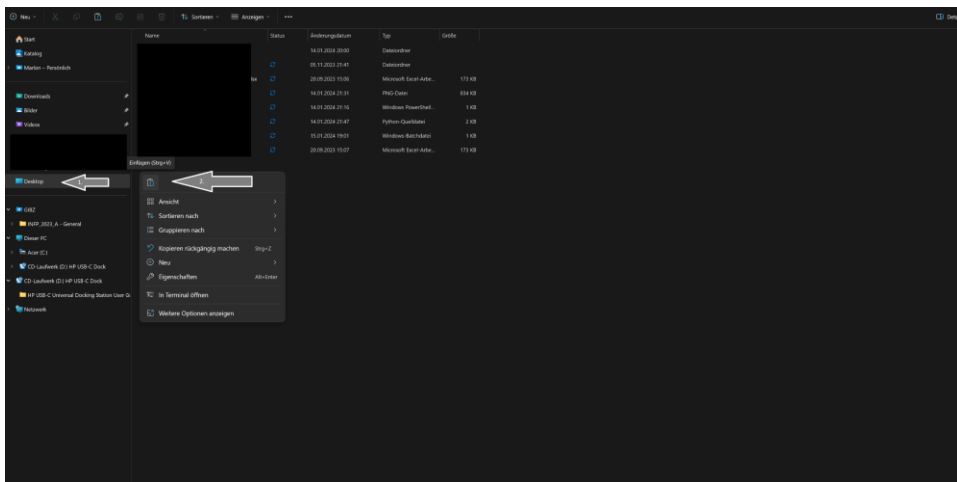 Neu
Sortieren
Anzeigen
Name
Status
Änderungsdatum
Typ
Größe
Start
Katalog
Marlon – Persönlich
Downloads
Bilder
Videos
Desktop
GIBZ
INFP_2023_A - General
Dieser PC
Acer (C:)
CD-Laufwerk (D:) HP USB-C Dock
CD-Laufwerk (D:) HP USB-C Dock
HP USB-C Universal Docking Station User G
Netzwerk
14.01.2024 20:00 Dateiordner
05.11.2023 21:41 Dateiordner
28.09.2023 15:06 Microsoft Excel-Arbe... 173 KB
14.01.2024 21:31 PNG-Datei 834 KB
14.01.2024 21:16 Windows PowerShell... 1 KB
14.01.2024 21:47 Python-Quelldatei 2 KB
15.01.2024 19:01 Windows-Batchdatei 1 KB
28.09.2023 15:07 Microsoft Excel-Arbe... 173 KB
Einfügen (Strg+V)
1.
2.
Ansicht
Sortieren nach
Gruppieren nach
Kopieren rückgängig machen Strg+Z
Neu
Eigenschaften Alt+Enter
In Terminal öffnen
Weitere Optionen anzeigen